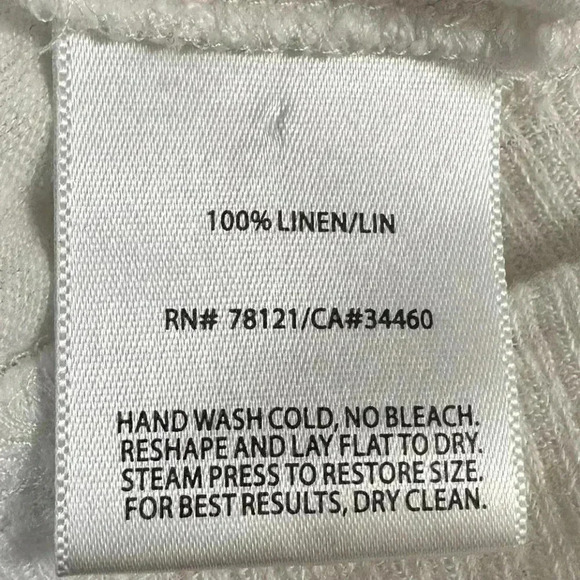 100% LINEN/LIN
RN# 78121/CA#34460
HAND WASH COLD, NO BLEACH.
RESHAPE AND LAY FLAT TO DRY.
STEAM PRESS TO RESTORE SIZE.
FOR BEST RESULTS, DRY CLEAN.